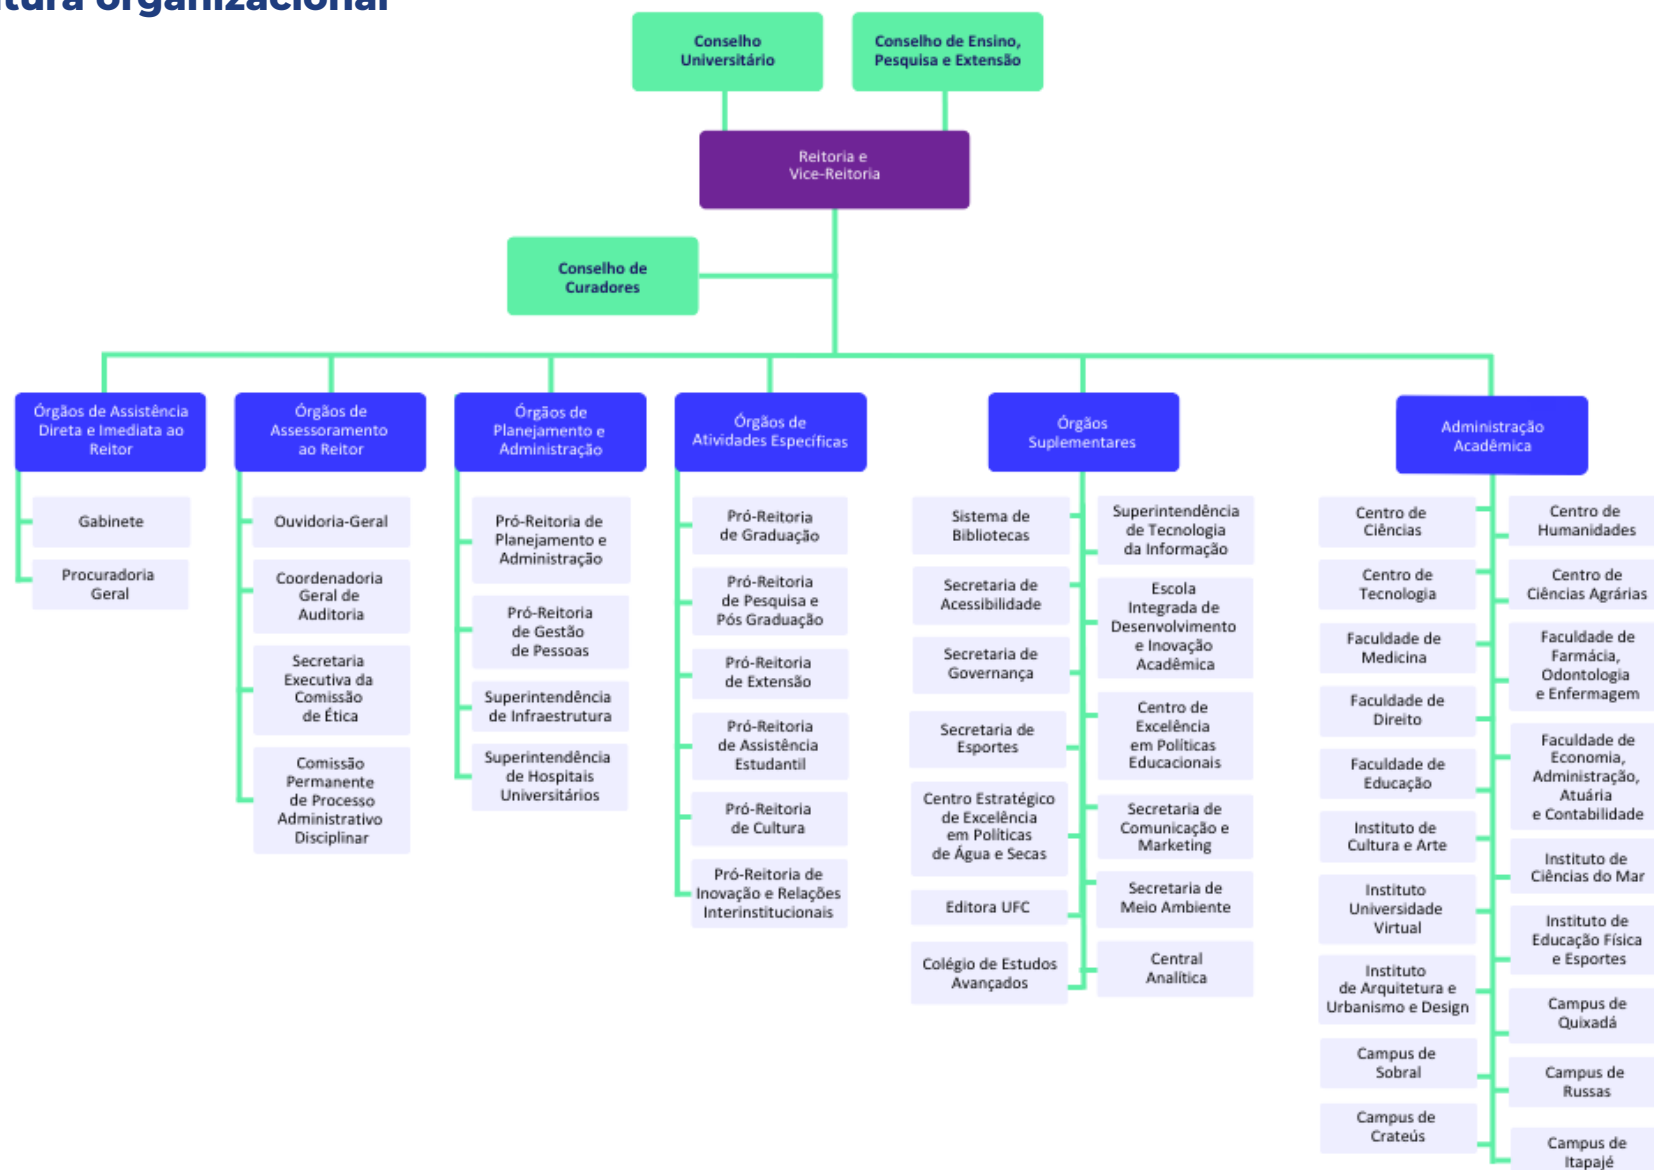 organizacional
Conselho
Universitário
Conselho de Ensino,
Pesquisa e Extensão
Reitoria e
Vice-Reitoria
Conselho de
Curadores
Órgãos de Assistência
Direta e Imediata ao
Reitor
Gabinete
Procuradoria
Geral
Órgãos de
Assessoramento
ao Reitor
Ouvidoria-Geral
Coordenadoria
Geral de
Auditoria
Secretaria
Executiva da
Comissão
de Ética
Comissão
Permanente
de Processo
Administrativo
Disciplinar
Órgãos de
Planejamento e
Administração
Pró-Reitoria de
Planejamento e
Administração
Pró-Reitoria
de Gestão
de Pessoas
Superintendência
de Infraestrutura
Superintendência
de Hospitais
Universitários
Órgãos de
Atividades Específicas
Pró-Reitoria
de Graduação
Pró-Reitoria
de Pesquisa e
Pós Graduação
Pró-Reitoria
de Extensão
Pró-Reitoria
de Assistência
Estudantil
Pró-Reitoria
de Cultura
Pró-Reitoria de
Inovação e Relações
Interinstitucionais
Órgãos
Suplementares
Sistema de
Bibliotecas
Secretaria de
Acessibilidade
Secretaria de
Governança
Secretaria de
Esportes
Centro Estratégico
de Excelência
em Políticas
de Água e Secas
Editora UFC
Colégio de Estudos
Avançados
Superintendência
de Tecnologia
da Informação
Escola
Integrada de
Desenvolvimento
e Inovação
Acadêmica
Centro de
Excelência
em Políticas
Educacionais
Secretaria de
Comunicação e
Marketing
Secretaria de
Meio Ambiente
Central
Analítica
Administração
Acadêmica
Centro de
Ciências
Centro de
Tecnologia
Faculdade de
Medicina
Faculdade de
Direito
Faculdade de
Educação
Instituto de
Cultura e Arte
Instituto
Universidade
Virtual
Instituto
de Arquitetura e
Urbanismo e Design
Campus de
Sobral
Campus de
Crateús
Centro de
Humanidades
Centro de
Ciências Agrárias
Faculdade de
Farmácia,
Odontologia
e Enfermagem
Faculdade de
Economia,
Administração,
Atuária
e Contabilidade
Instituto de
Ciências do Mar
Instituto de
Educação Física
e Esportes
Campus de
Quixadá
Campus de
Russas
Campus de
Itapajé